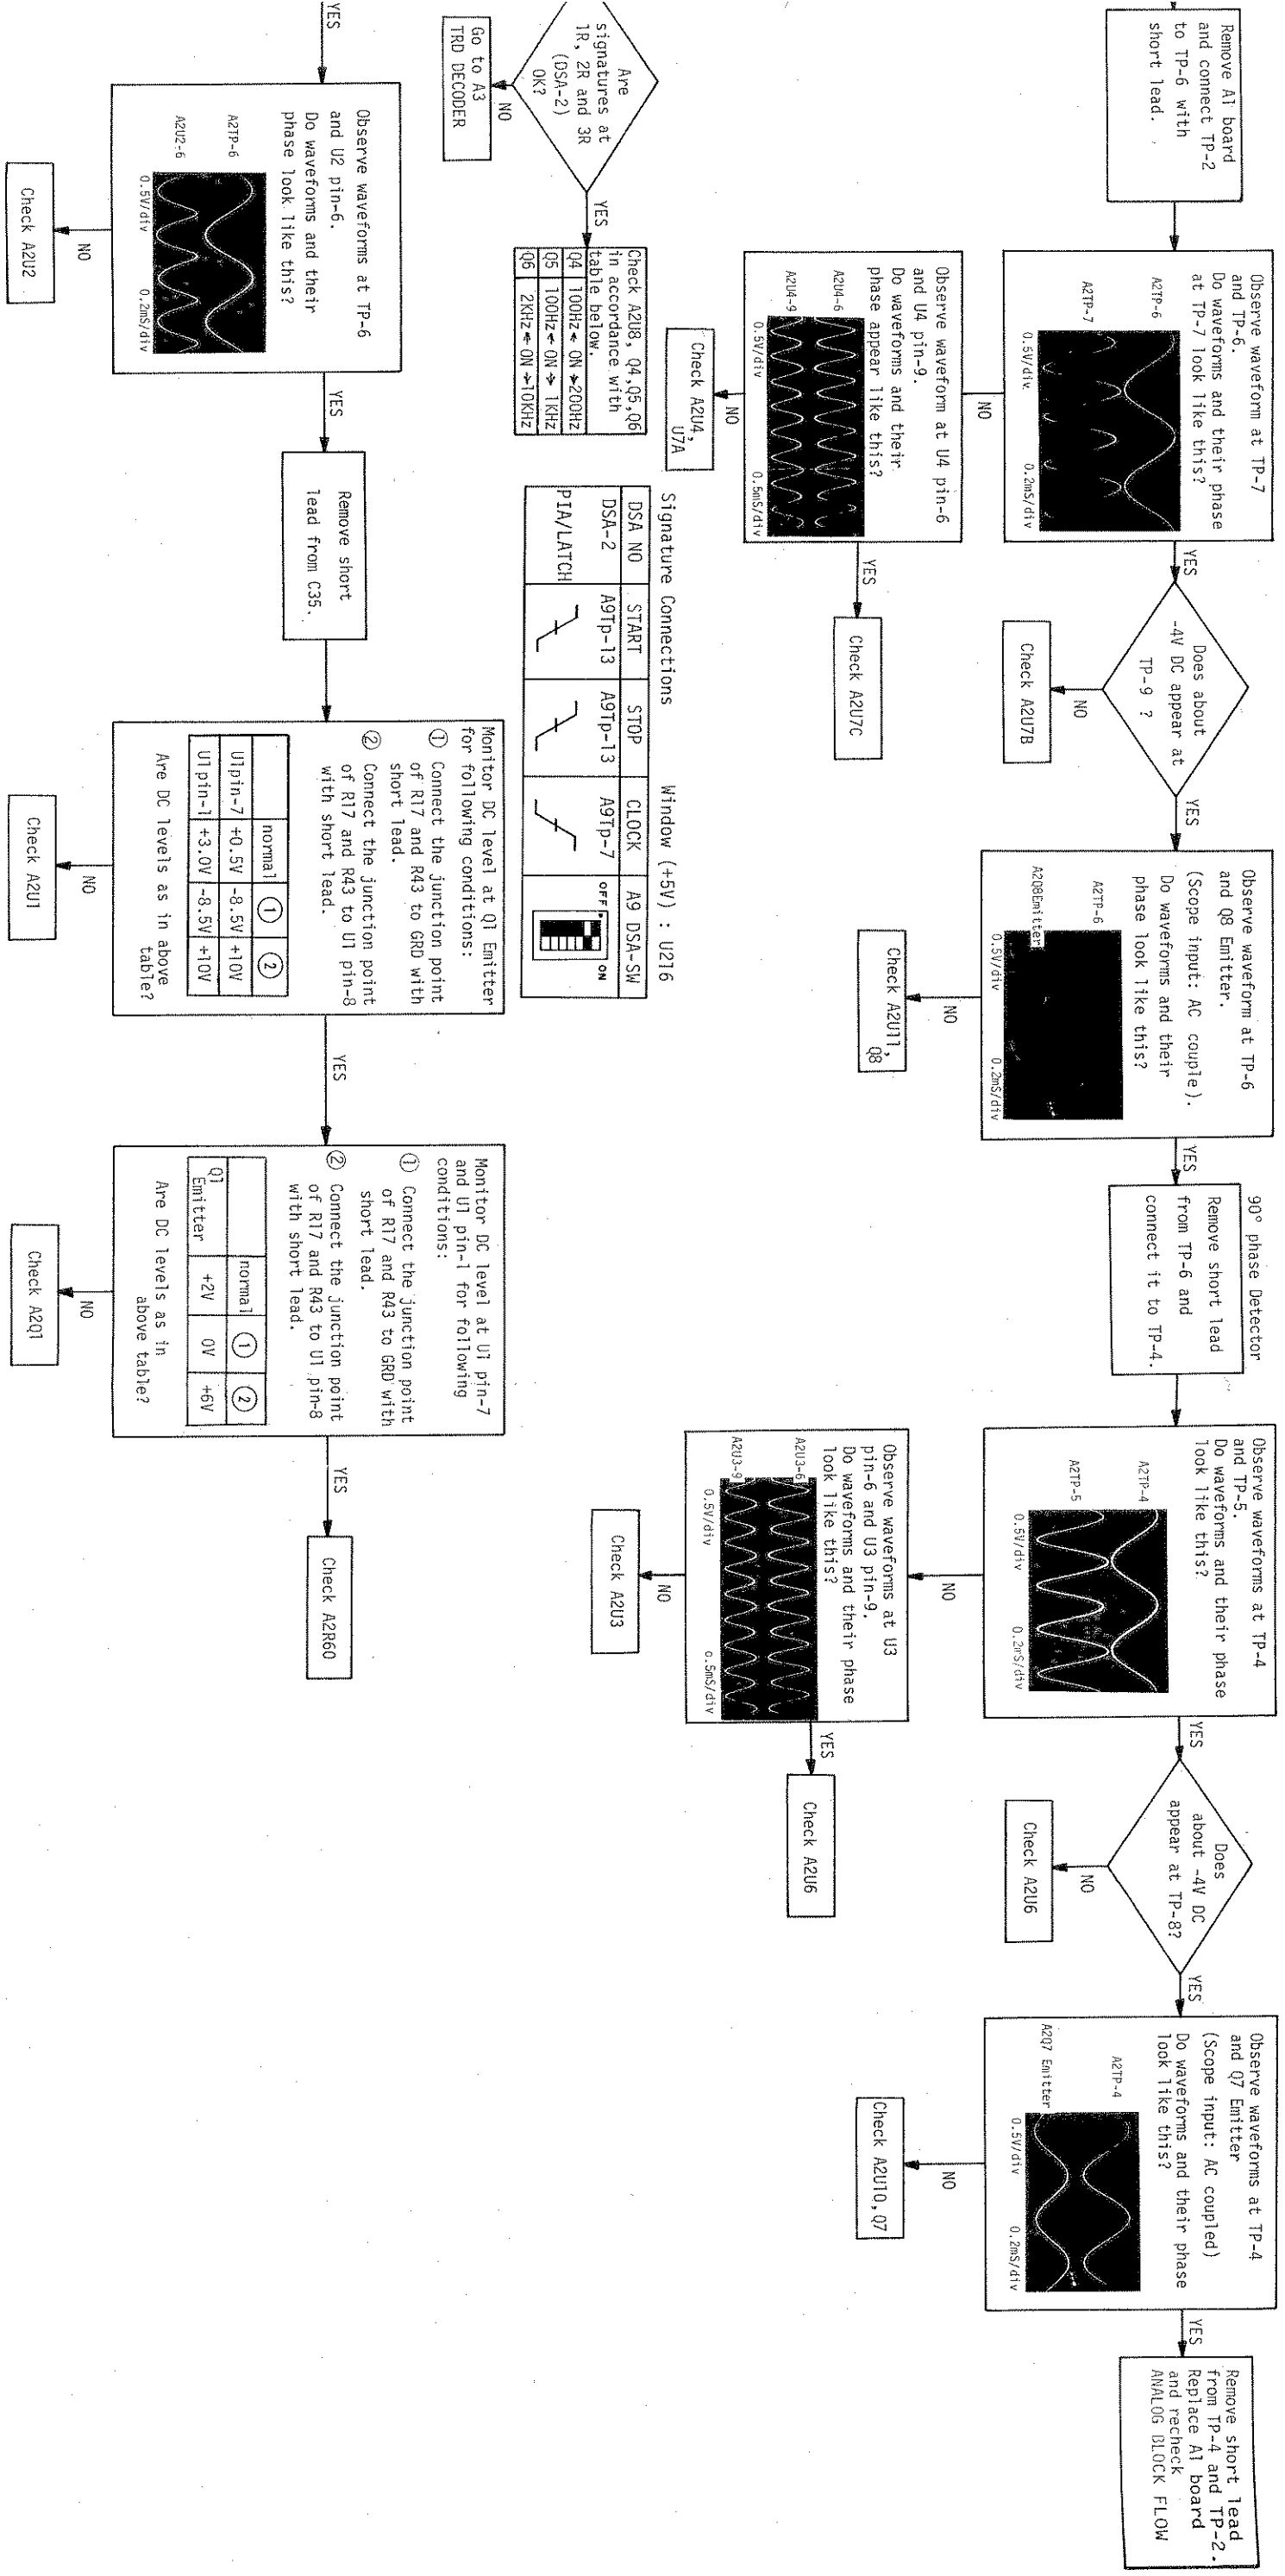 Remove A1 board
and connect TP-2
to TP-6 with
short lead.
Observe waveform at TP-7
and TP-6.
Do waveforms and their phase
at TP-7 look like this?
A2TP-6
A2TP-7
0.5V/div
0.2mS/div
YES
NO
Does about
-4V DC appear at
TP-9 ?
NO
Check A2U7B
YES
Observe waveform at TP-6
and Q8 Emitter.
(Scope input: AC couple).
Do waveforms and their
phase look like this?
A2TP-6
A2Q8Emitter
0.5V/div
0.2mS/div
NO
Check A2U11,
Q8
YES
90° phase Detector
Remove short lead
from TP-6 and
connect it to TP-4.
Observe waveforms at TP-4
and TP-5.
Do waveforms and their phase
look like this?
A2TP-4
A2TP-5
0.5V/div
0.2mS/div
YES
NO
Does
about -4V DC
appear at TP-8?
NO
Check A2U6
YES
Observe waveforms at TP-4
and Q7 Emitter
(Scope input: AC coupled)
Do waveforms and their phase
look like this?
A2TP-4
A2Q7 Emitter
0.5V/div
0.2mS/div
NO
Check A2U10,Q7
YES
Remove short lead
from TP-4 and TP-2.
Replace A1 board
and recheck
ANALOG BLOCK FLOW
Observe waveform at U4 pin-6
and U4 pin-9.
Do waveforms and their
phase appear like this?
A2U4-6
A2U4-9
0.5V/div
0.5mS/div
NO
Check A2U4,
U7A
YES
Check A2U7C
Observe waveforms at U3
pin-6 and U3 pin-9.
Do waveforms and their phase
look like this?
A2U3-6
A2U3-9
0.5V/div
0.5mS/div
NO
Check A2U3
YES
Check A2U6
Are
signatures at
1R, 2R and 3R
(DSA-2)
OK?
NO
Go to A3
TRD DECODER
YES
Check A2U8, Q4,Q5,Q6
in accordance with
table below.
Q4 100Hz← ON →200Hz
Q5 100Hz← ON → 1KHz
Q6 2KHz← ON →10KHz
Signature Connections Window (+5V) : U216
DSA NO START STOP CLOCK A9 DSA-SW
DSA-2 A9Tp-13 A9Tp-13 A9Tp-7 OFF ON
PIA/LATCH
YES
Observe waveforms at TP-6
and U2 pin-6.
Do waveforms and their
phase look like this?
A2TP-6
A2U2-6
0.5V/div
0.2mS/div
NO
Check A2U2
YES
Remove short
lead from C35.
Monitor DC level at Q1 Emitter
for following conditions:
① Connect the junction point
of R17 and R43 to GRD with
short lead.
② Connect the junction point
of R17 and R43 to U1 pin-8
with short lead.
normal ① ②
U1pin-7 +0.5V -8.5V +10V
U1pin-1 +3.0V -8.5V +10V
Are DC levels as in above
table?
NO
Check A2U1
YES
Monitor DC level at U1 pin-7
and U1 pin-1 for following
conditions:
① Connect the junction point
of R17 and R43 to GRD with
short lead.
② Connect the junction point
of R17 and R43 to U1 pin-8
with short lead.
normal ① ②
Q1
Emitter +2V 0V +6V
Are DC levels as in
above table?
NO
Check A2Q1
YES
Check A2R60